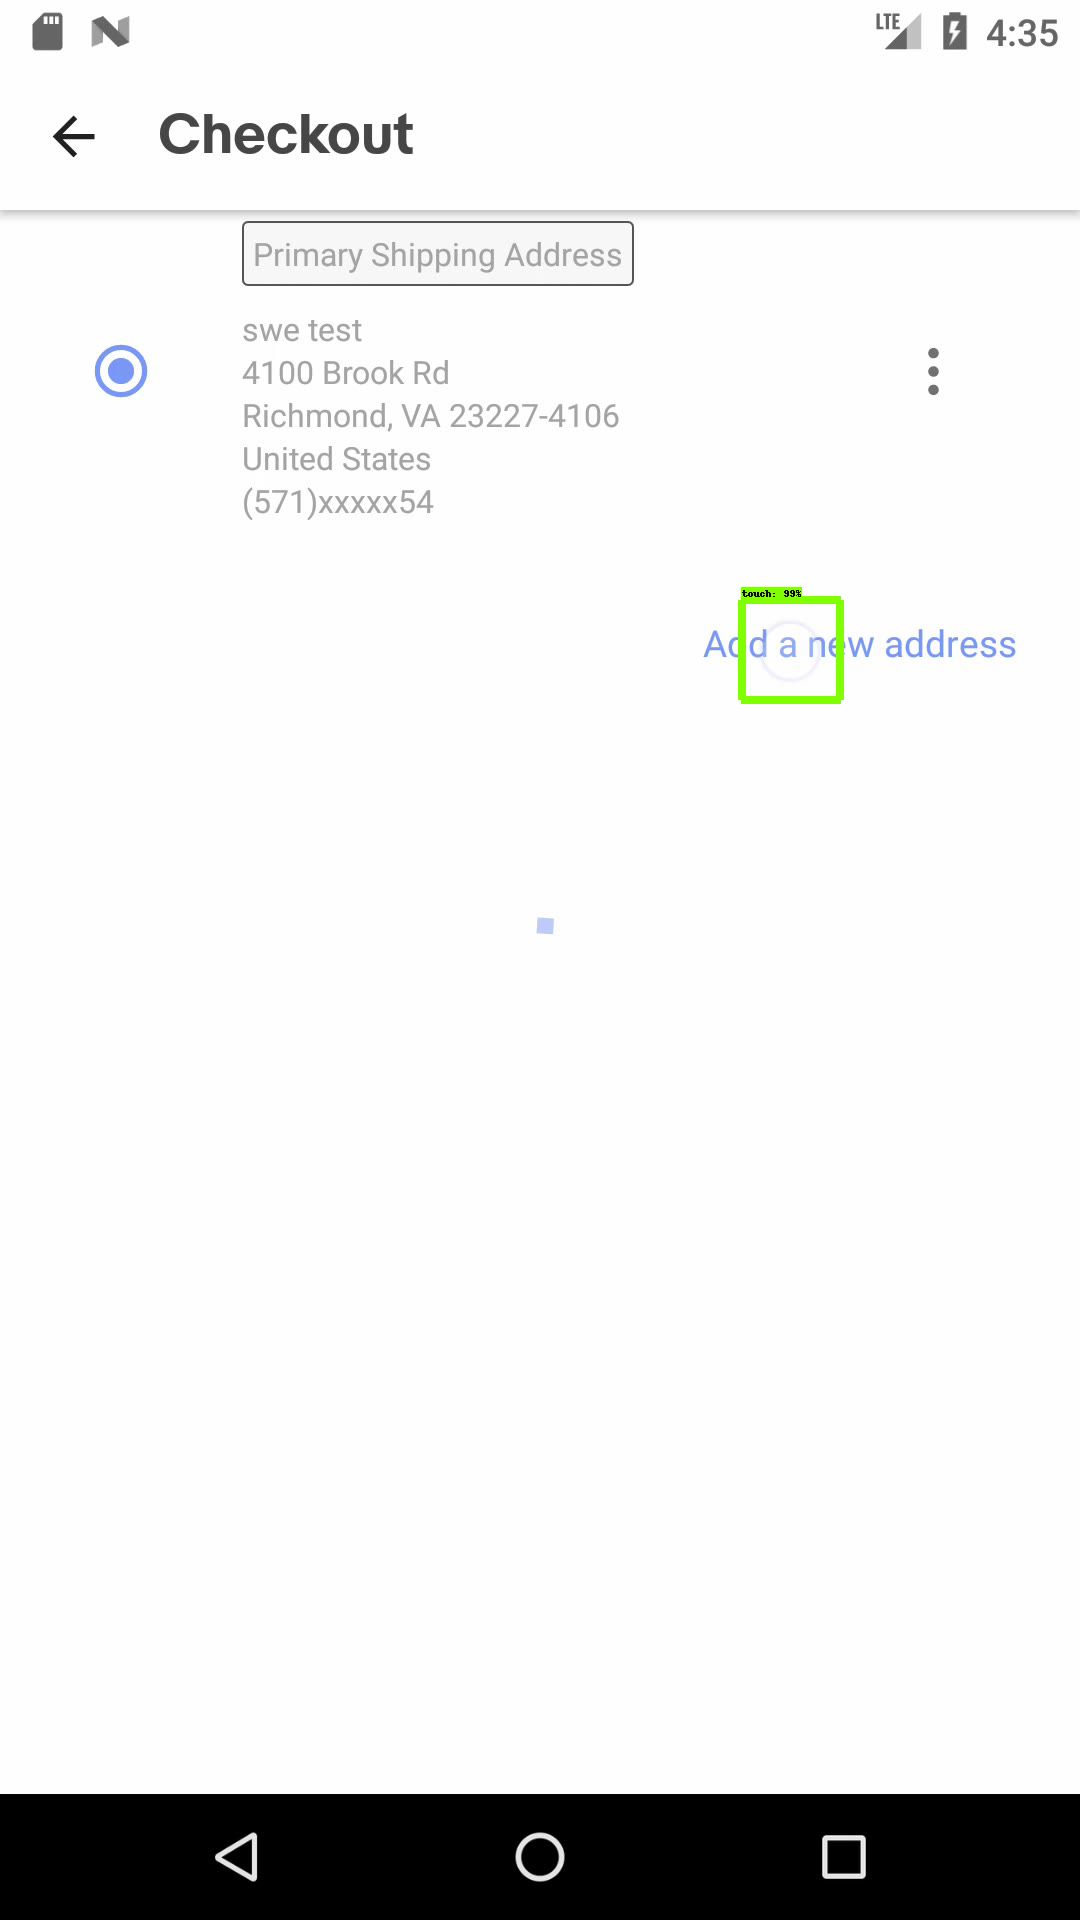 LTE 4:35
Checkout
Primary Shipping Address
swe test
4100 Brook Rd
Richmond, VA 23227-4106
United States
(571)xxxxx54
touch: 99%
Add a new address